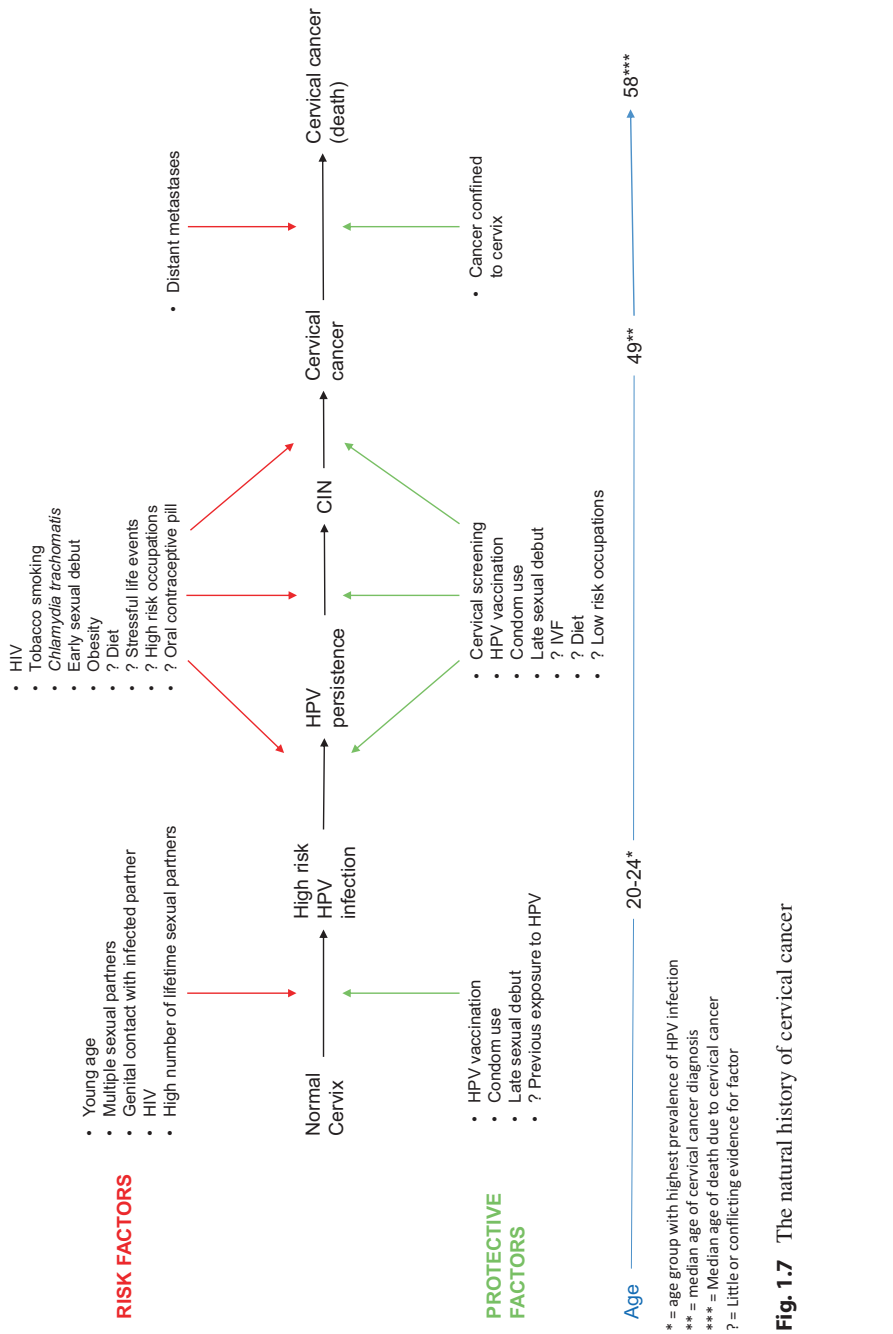 RISK FACTORS
• Young age
• Multiple sexual partners
• Genital contact with infected partner
• HIV
• High number of lifetime sexual partners
• HIV
• Tobacco smoking
• Chlamydia trachomatis
• Early sexual debut
• Obesity
• ? Diet
• ? Stressful life events
• ? High risk occupations
• ? Oral contraceptive pill
• Distant metastases
Normal
Cervix
High risk
HPV
infection
HPV
persistence
CIN
Cervical
cancer
Cervical cancer
(death)
PROTECTIVE
FACTORS
• HPV vaccination
• Condom use
• Late sexual debut
• ? Previous exposure to HPV
• Cervical screening
• HPV vaccination
• Condom use
• Late sexual debut
• ? IVF
• ? Diet
• ? Low risk occupations
• Cancer confined
to cervix
Age
20-24*
49**
58***
* = age group with highest prevalence of HPV infection
** = median age of cervical cancer diagnosis
*** = Median age of death due to cervical cancer
? = Little or conflicting evidence for factor
Fig. 1.7 The natural history of cervical cancer